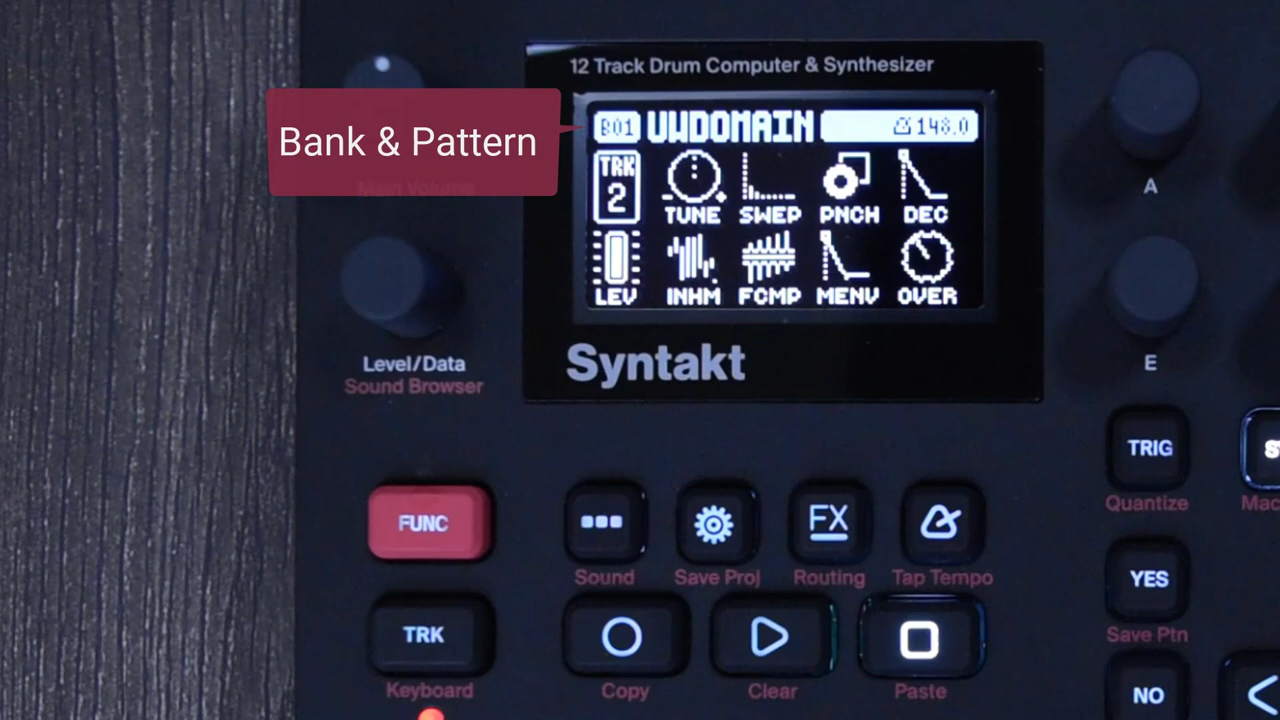 12 Track Drum Computer & Synthesizer
Bank & Pattern
B01 UWDOMAIN 148.0
TRK 2
TUNE SWEP PNCH DEC
LEV INHM FCMP MENV OVER
Main Volume
A
Syntakt
Level/Data
Sound Browser
E
TRIG
Quantize
FUNC
FX
Sound Save Proj Routing Tap Tempo
YES
Save Ptn
TRK
Keyboard Copy Clear Paste
NO